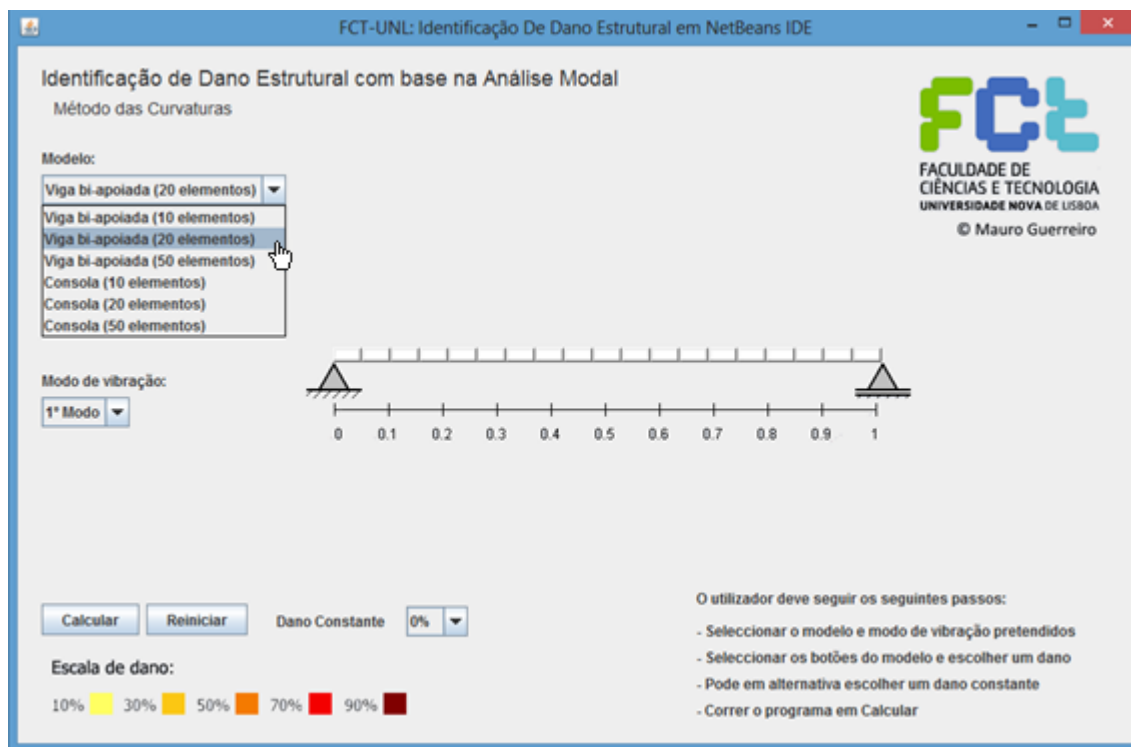 FCT-UNL: Identificação De Dano Estrutural em NetBeans IDE
Identificação de Dano Estrutural com base na Análise Modal
Método das Curvaturas
FCt
FACULDADE DE
CIÊNCIAS E TECNOLOGIA
UNIVERSIDADE NOVA DE LISBOA
© Mauro Guerreiro
Modelo:
Viga bi-apoiada (20 elementos)
Viga bi-apoiada (10 elementos)
Viga bi-apoiada (20 elementos)
Viga bi-apoiada (50 elementos)
Consola (10 elementos)
Consola (20 elementos)
Consola (50 elementos)
Modo de vibração:
1º Modo
0 0.1 0.2 0.3 0.4 0.5 0.6 0.7 0.8 0.9 1
Calcular Reiniciar Dano Constante 0%
Escala de dano:
10% 30% 50% 70% 90%
O utilizador deve seguir os seguintes passos:
- Seleccionar o modelo e modo de vibração pretendidos
- Seleccionar os botões do modelo e escolher um dano
- Pode em alternativa escolher um dano constante
- Correr o programa em Calcular